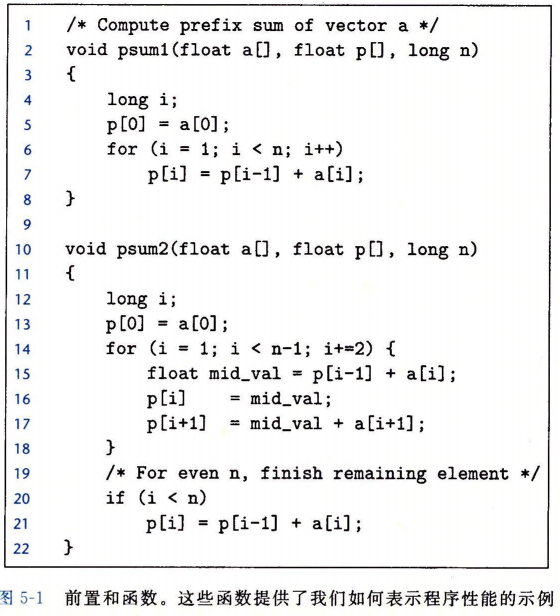 1 /* Compute prefix sum of vector a */
2 void psum1(float a[], float p[], long n)
3 {
4     long i;
5     p[0] = a[0];
6     for (i = 1; i < n; i++)
7         p[i] = p[i-1] + a[i];
8 }
9
10 void psum2(float a[], float p[], long n)
11 {
12     long i;
13     p[0] = a[0];
14     for (i = 1; i < n-1; i+=2) {
15         float mid_val = p[i-1] + a[i];
16         p[i]    = mid_val;
17         p[i+1]  = mid_val + a[i+1];
18     }
19     /* For even n, finish remaining element */
20     if (i < n)
21         p[i] = p[i-1] + a[i];
22 }
图 5-1 前置和函数。这些函数提供了我们如何表示程序性能的示例